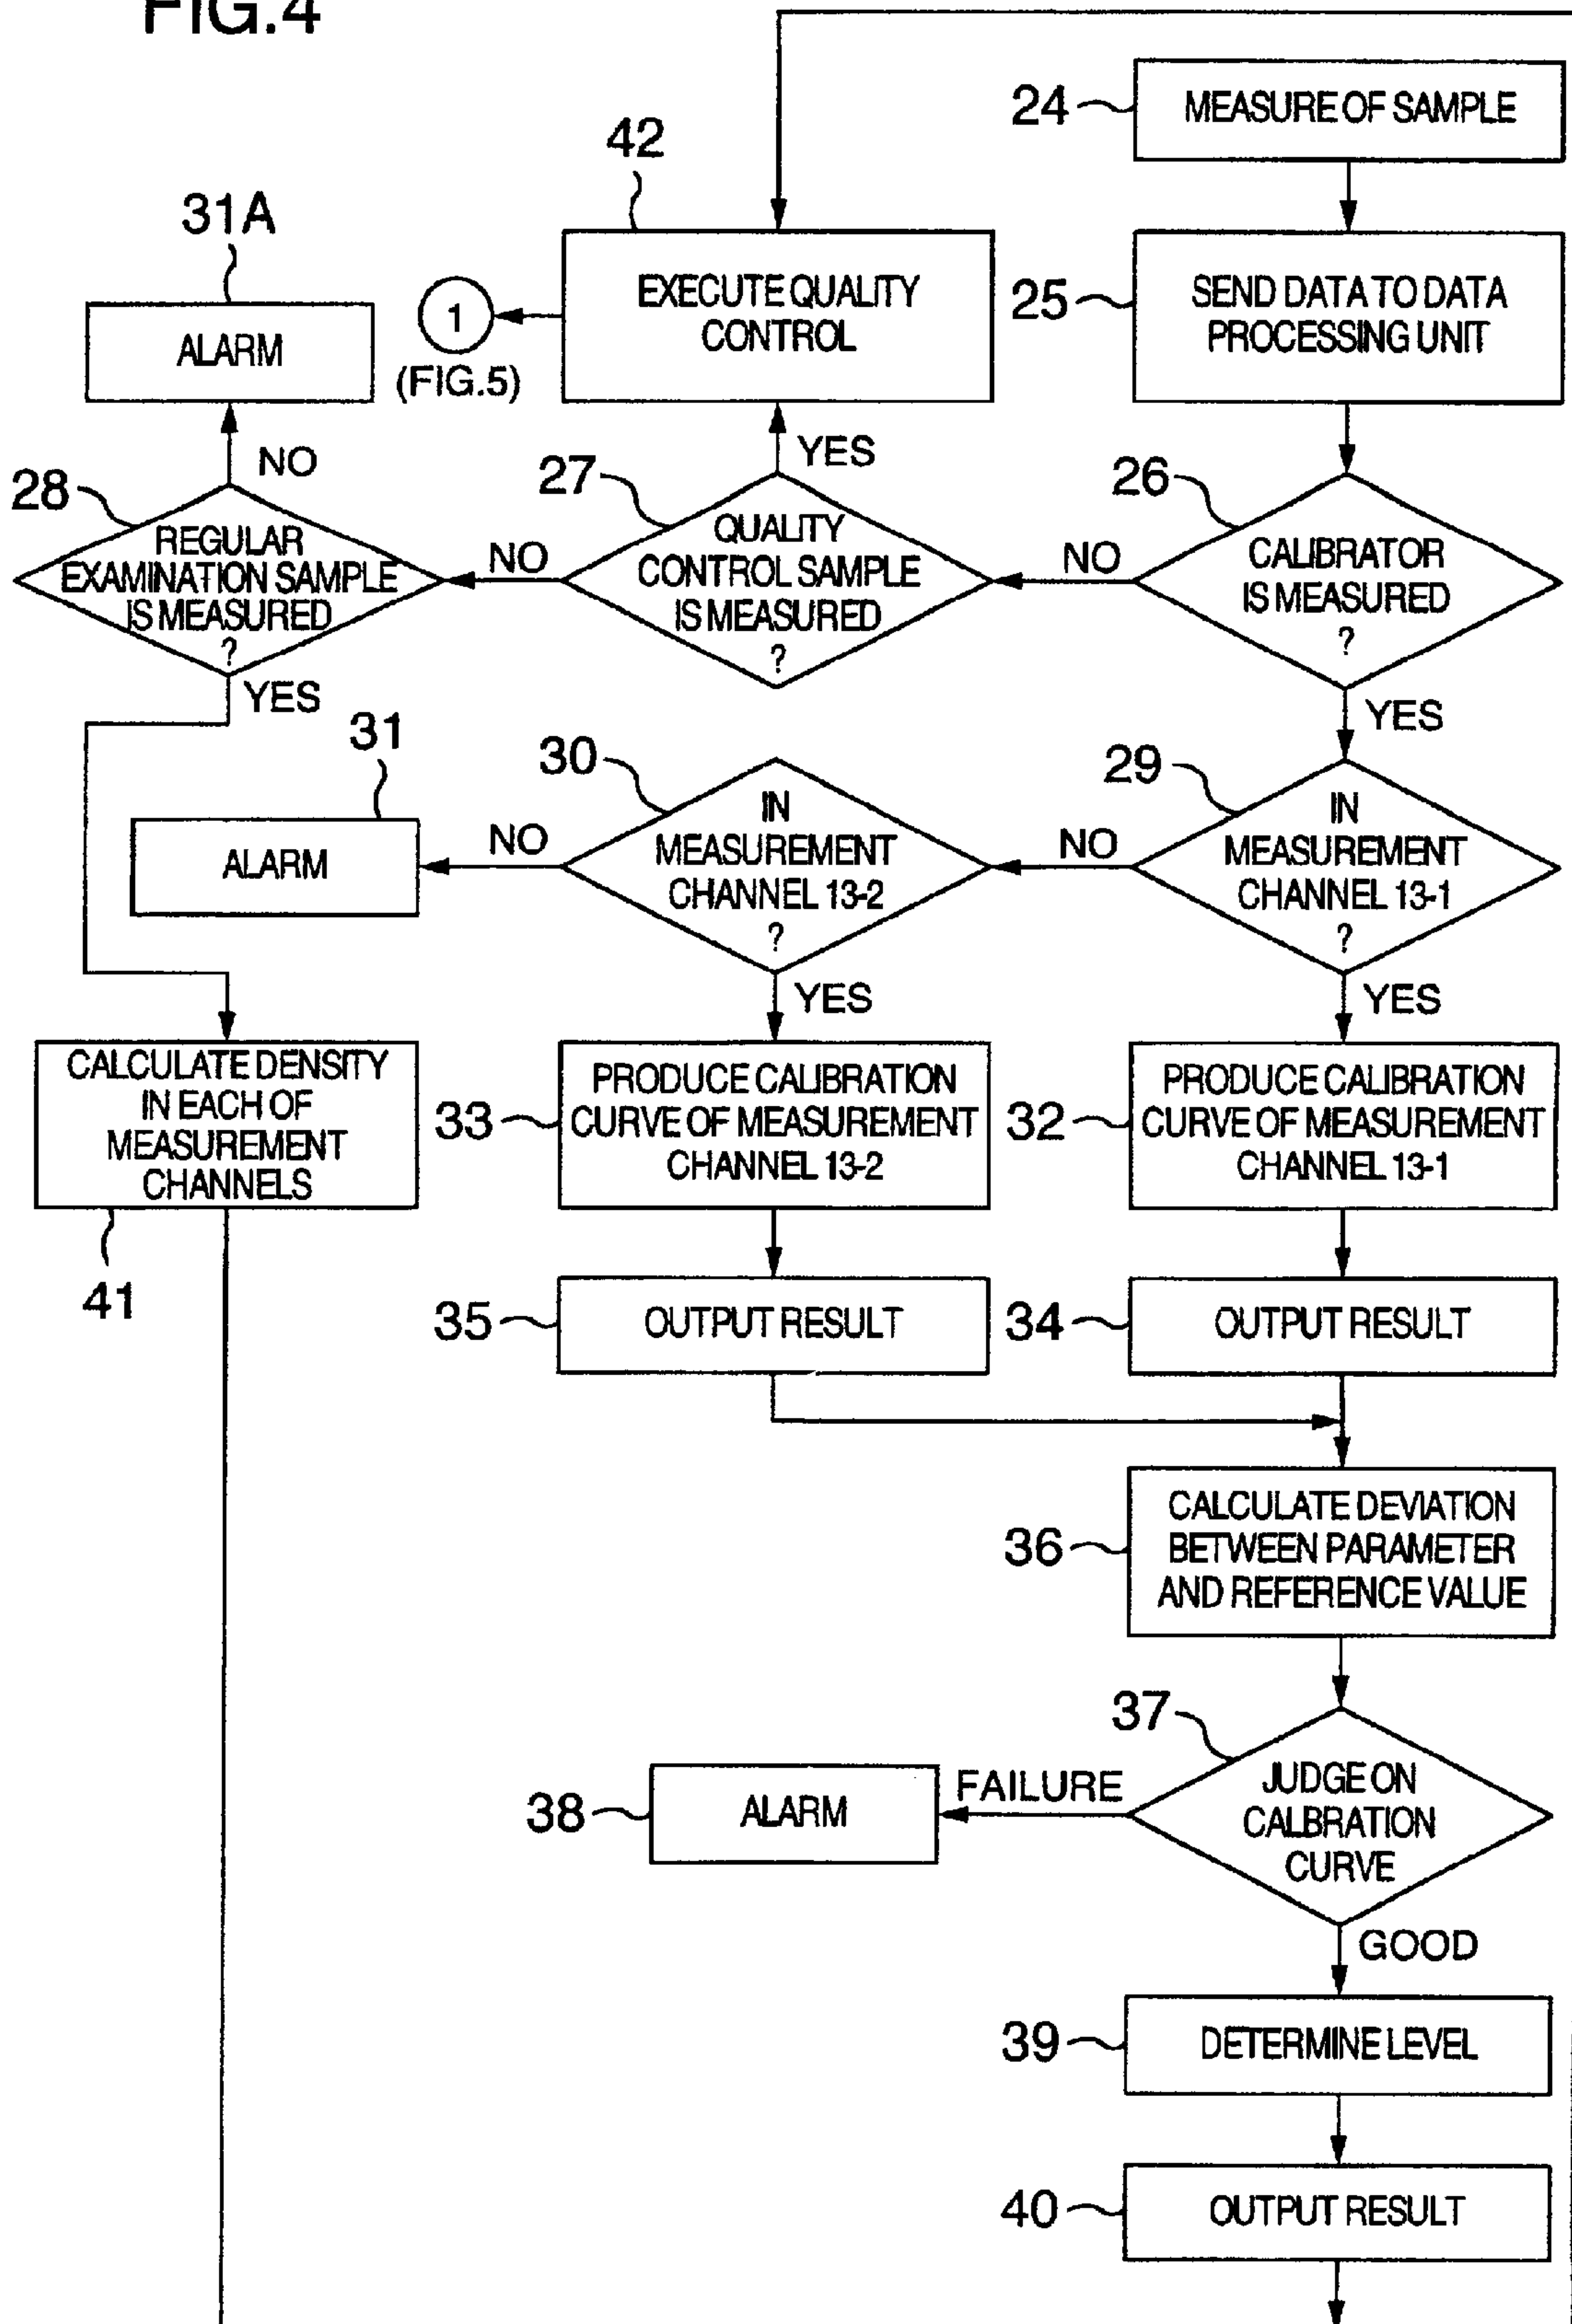 FIG.4
24
MEASURE OF SAMPLE
42
31A
EXECUTE QUALITY
CONTROL
1
(FIG.5)
25
SEND DATA TO DATA
PROCESSING UNIT
ALARM
NO
YES
28
REGULAR
EXAMINATION SAMPLE
IS MEASURED
?
NO
27
QUALITY
CONTROL SAMPLE
IS MEASURED
?
NO
26
CALIBRATOR
IS MEASURED
?
YES
YES
31
ALARM
NO
30
IN
MEASUREMENT
CHANNEL 13-2
?
NO
29
IN
MEASUREMENT
CHANNEL 13-1
?
YES
YES
CALCULATE DENSITY
IN EACH OF
MEASUREMENT
CHANNELS
41
33
PRODUCE CALIBRATION
CURVE OF MEASUREMENT
CHANNEL 13-2
32
PRODUCE CALIBRATION
CURVE OF MEASUREMENT
CHANNEL 13-1
35
OUTPUT RESULT
34
OUTPUT RESULT
36
CALCULATE DEVIATION
BETWEEN PARAMETER
AND REFERENCE VALUE
37
JUDGE ON
CALBRATION
CURVE
FAILURE
38
ALARM
GOOD
39
DETERMINE LEVEL
40
OUTPUT RESULT